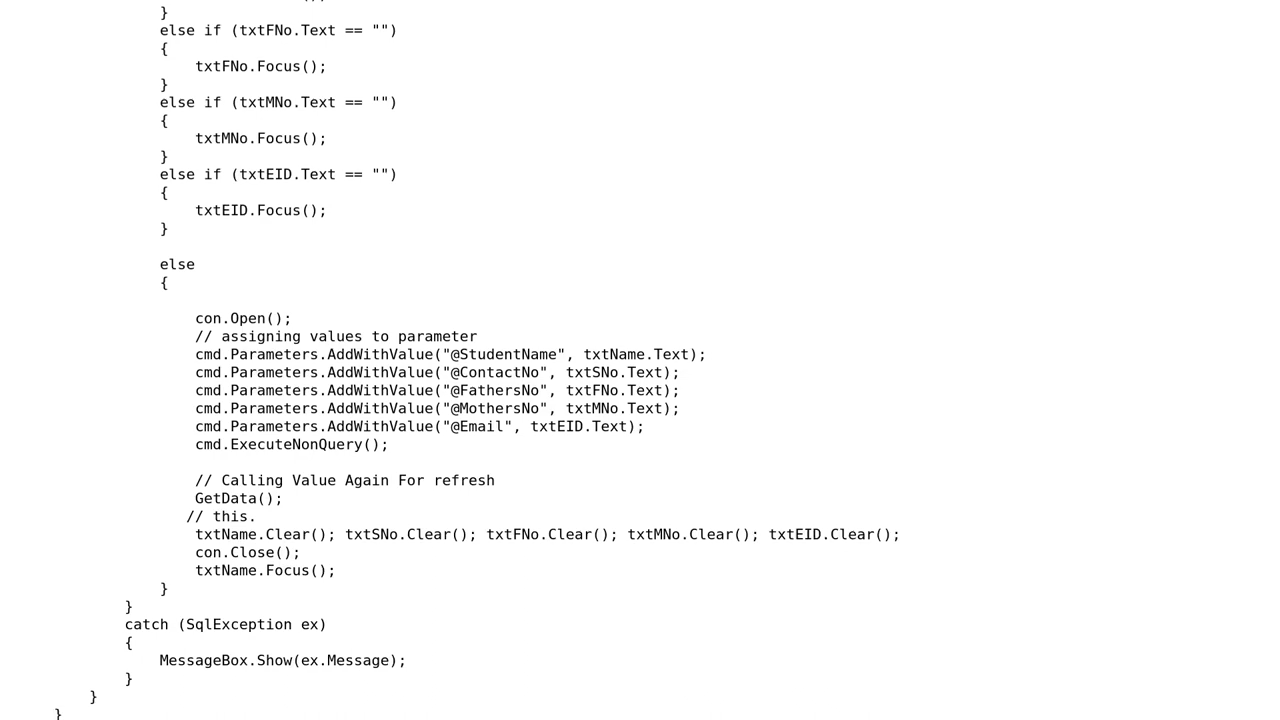 }
else if (txtFNo.Text == "")
{
txtFNo.Focus();
}
else if (txtMNo.Text == "")
{
txtMNo.Focus();
}
else if (txtEID.Text == "")
{
txtEID.Focus();
}
else
{
con.Open();
// assigning values to parameter
cmd.Parameters.AddWithValue("@StudentName", txtName.Text);
cmd.Parameters.AddWithValue("@ContactNo", txtSNo.Text);
cmd.Parameters.AddWithValue("@FathersNo", txtFNo.Text);
cmd.Parameters.AddWithValue("@MothersNo", txtMNo.Text);
cmd.Parameters.AddWithValue("@Email", txtEID.Text);
cmd.ExecuteNonQuery();
// Calling Value Again For refresh
GetData();
// this.
txtName.Clear(); txtSNo.Clear(); txtFNo.Clear(); txtMNo.Clear(); txtEID.Clear();
con.Close();
txtName.Focus();
}
}
catch (SqlException ex)
{
MessageBox.Show(ex.Message);
}
}
}